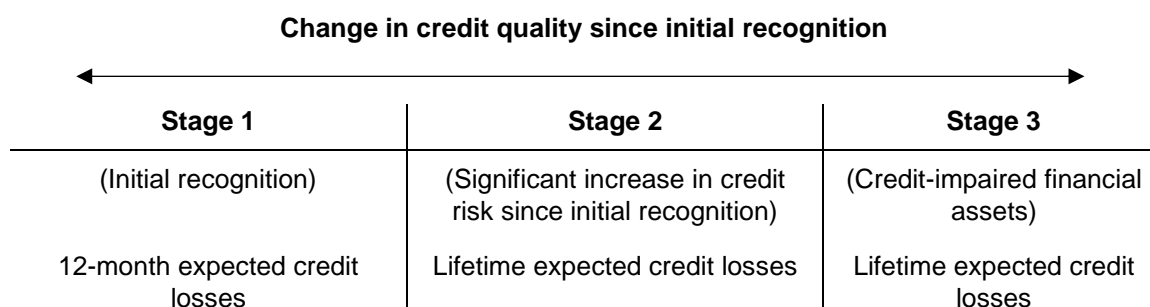 Change in credit quality since initial recognition
Stage 1
Stage 2
Stage 3
(Initial recognition)
(Significant increase in credit
risk since initial recognition)
(Credit-impaired financial
assets)
12-month expected credit
losses
Lifetime expected credit losses
Lifetime expected credit
losses